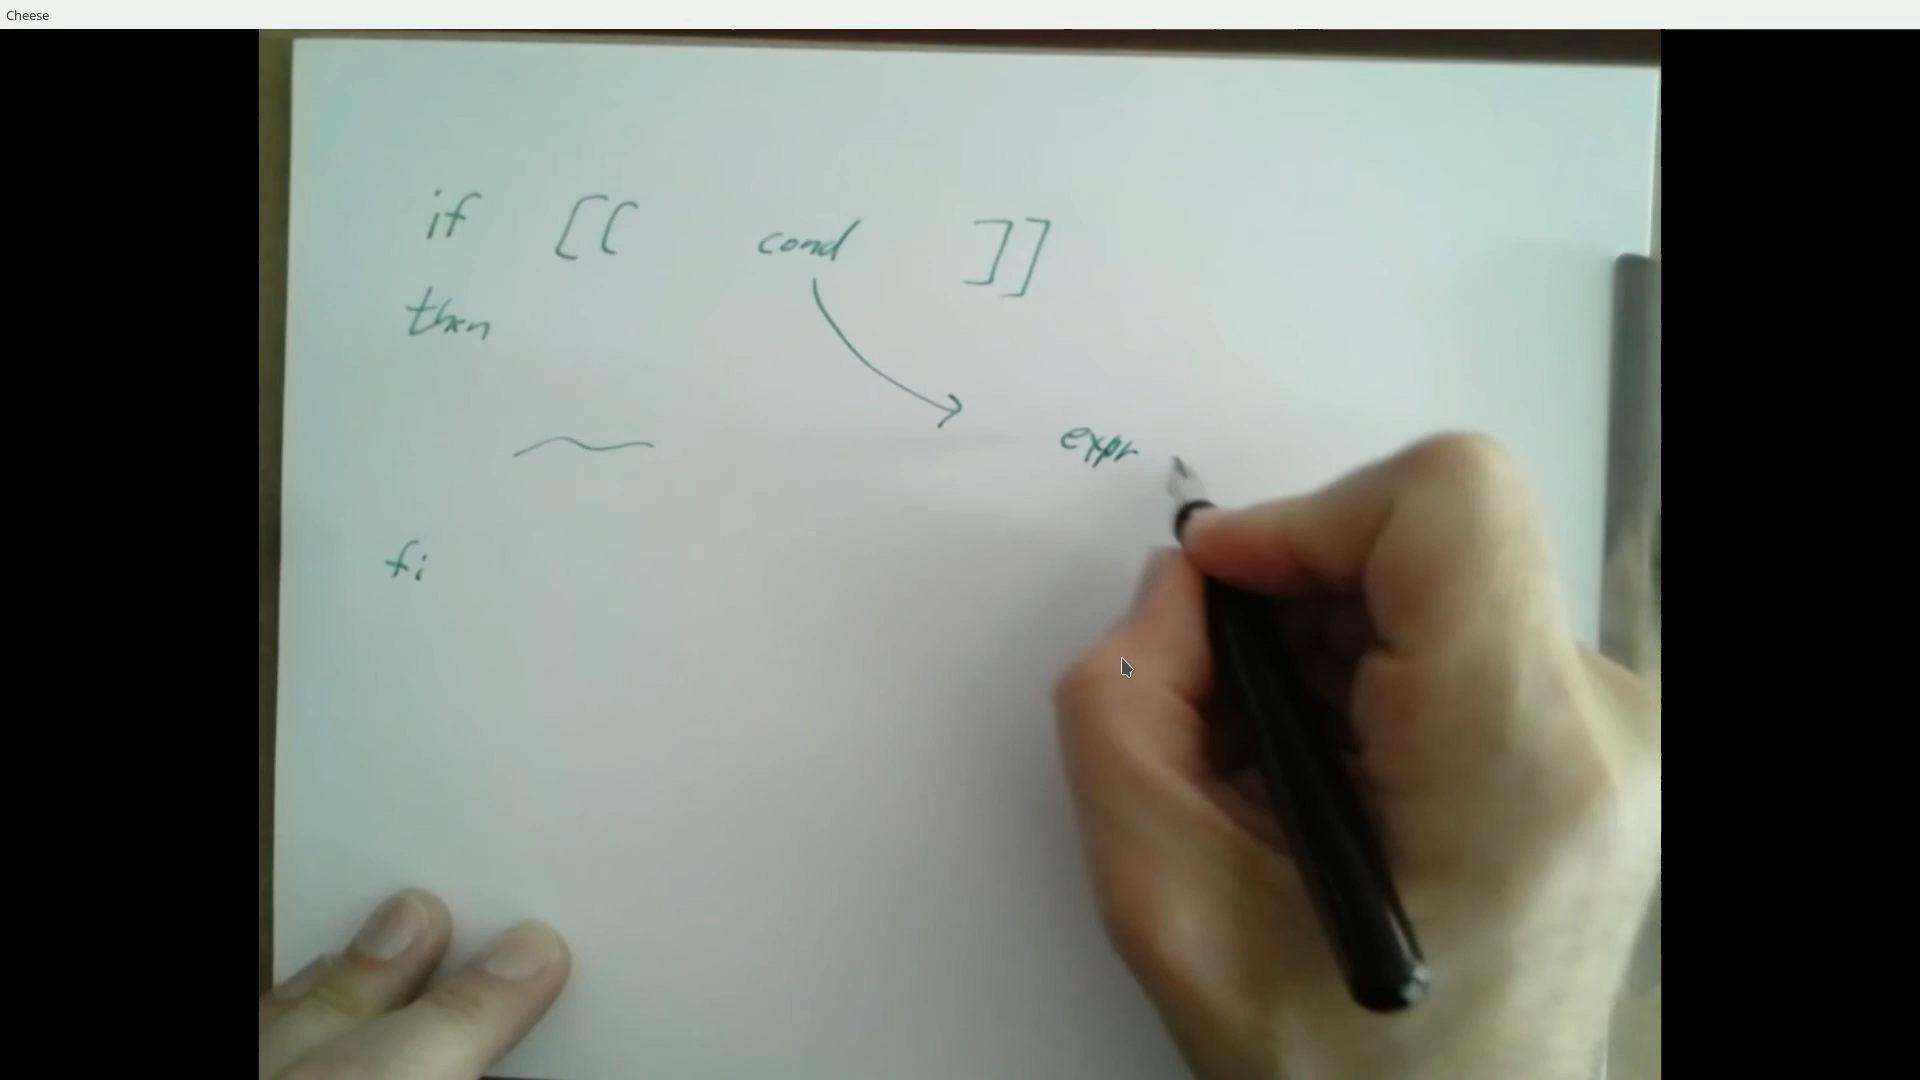 Cheese
if [[ cond ]]
then
expr
fi